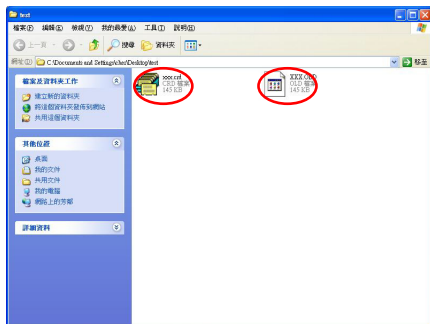 test
檔案(F) 編輯(E) 檢視(V) 我的最愛(A) 工具(T) 說明(H)
上一頁 搜尋 資料夾
網址(D) C:\Documents and Settings\chec\Desktop\test 移至
檔案及資料夾工作
建立新的資料夾
將這個資料夾發佈到網站
共用這個資料夾
其他位置
桌面
我的文件
共用文件
我的電腦
網路上的芳鄰
詳細資料
xxx.crd
CRD 檔案
145 KB
XXX.OLD
OLD 檔案
145 KB